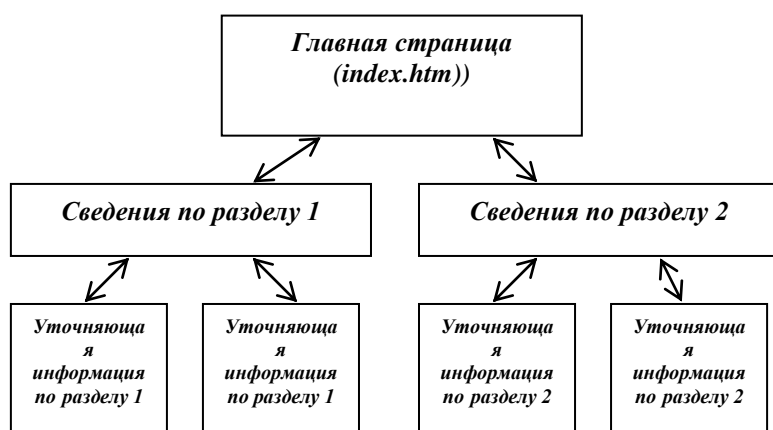 Главная страница
(index.htm))
Сведения по разделу 1
Сведения по разделу 2
Уточняюща
я
информация
по разделу 1
Уточняюща
я
информация
по разделу 1
Уточняюща
я
информация
по разделу 2
Уточняюща
я
информация
по разделу 2